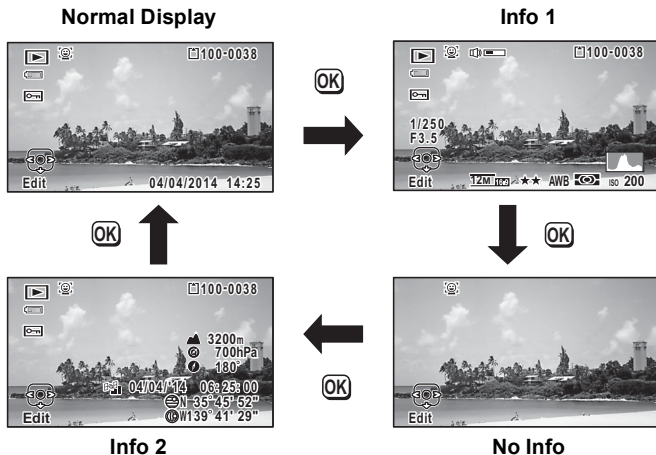 Normal Display
Info 1
100-0038
Edit
04/04/2014 14:25
OK
100-0038
1/250
F3.5
Edit
12M 16:9 ★★ AWB ISO 200
OK
OK
100-0038
3200m
700hPa
180°
04/04/'14 06:25:00
N 35°45'52"
W139°41'29"
Edit
OK
Edit
Info 2
No Info